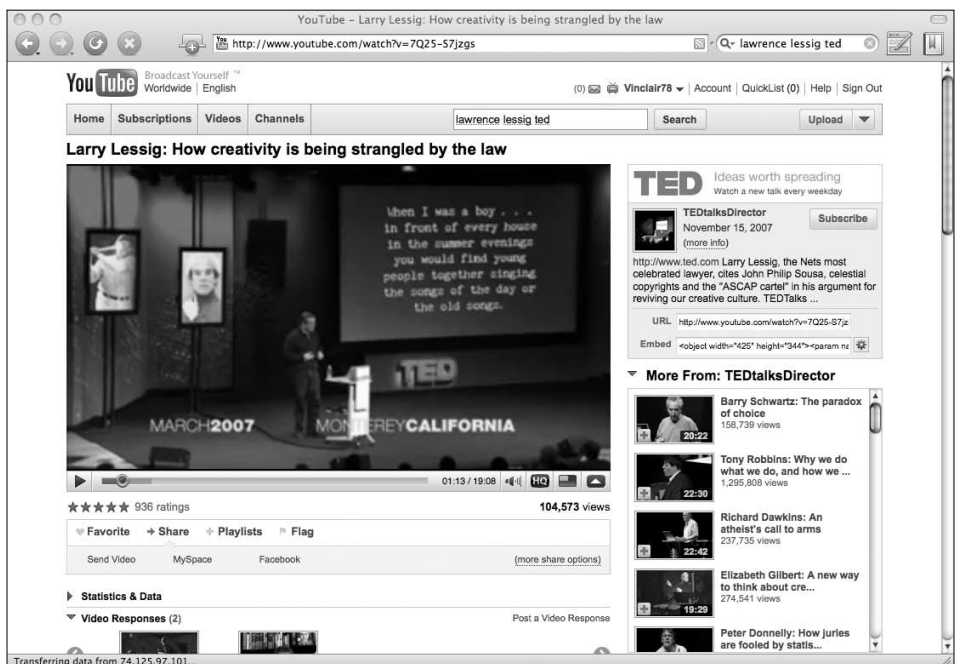 YouTube - Larry Lessig: How creativity is being strangled by the law
http://www.youtube.com/watch?v=7Q25-S7jzgs
lawrence lessig ted
YouTube
Broadcast Yourself ™
Worldwide | English
(0) Vinclair78 | Account | QuickList (0) | Help | Sign Out
Home Subscriptions Videos Channels
lawrence lessig ted
Search
Upload
Larry Lessig: How creativity is being strangled by the law
When I was a boy . . .
in front of every house
in the summer evenings
you would find young
people together singing
the songs of the day or
the old songs.
TED
MARCH2007 MONTEREYCALIFORNIA
01:13 / 19:08 HQ
936 ratings
104,573 views
Favorite Share Playlists Flag
Send Video MySpace Facebook (more share options)
Statistics & Data
Video Responses (2)
Post a Video Response
TED
Ideas worth spreading
Watch a new talk every weekday
TEDtalksDirector
November 15, 2007
(more info)
Subscribe
http://www.ted.com Larry Lessig, the Nets most
celebrated lawyer, cites John Philip Sousa, celestial
copyrights and the "ASCAP cartel" in his argument for
reviving our creative culture. TEDTalks ...
URL http://www.youtube.com/watch?v=7Q25-S7jz
Embed <object width="425" height="344"><param na
More From: TEDtalksDirector
Barry Schwartz: The paradox
of choice
158,739 views
20:22
Tony Robbins: Why we do
what we do, and how we ...
1,295,808 views
22:30
Richard Dawkins: An
atheist's call to arms
237,735 views
22:42
Elizabeth Gilbert: A new way
to think about cre...
274,541 views
19:29
Peter Donnelly: How juries
are fooled by statis...
Transferring data from 74.125.97.101...